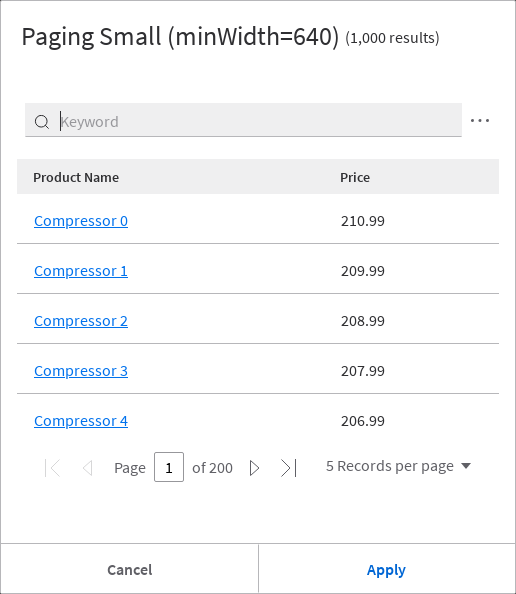 Paging Small (minWidth=640) (1,000 results)
Keyword
Product Name Price
Compressor 0 210.99
Compressor 1 209.99
Compressor 2 208.99
Compressor 3 207.99
Compressor 4 206.99
Page 1 of 200 5 Records per page
Cancel Apply